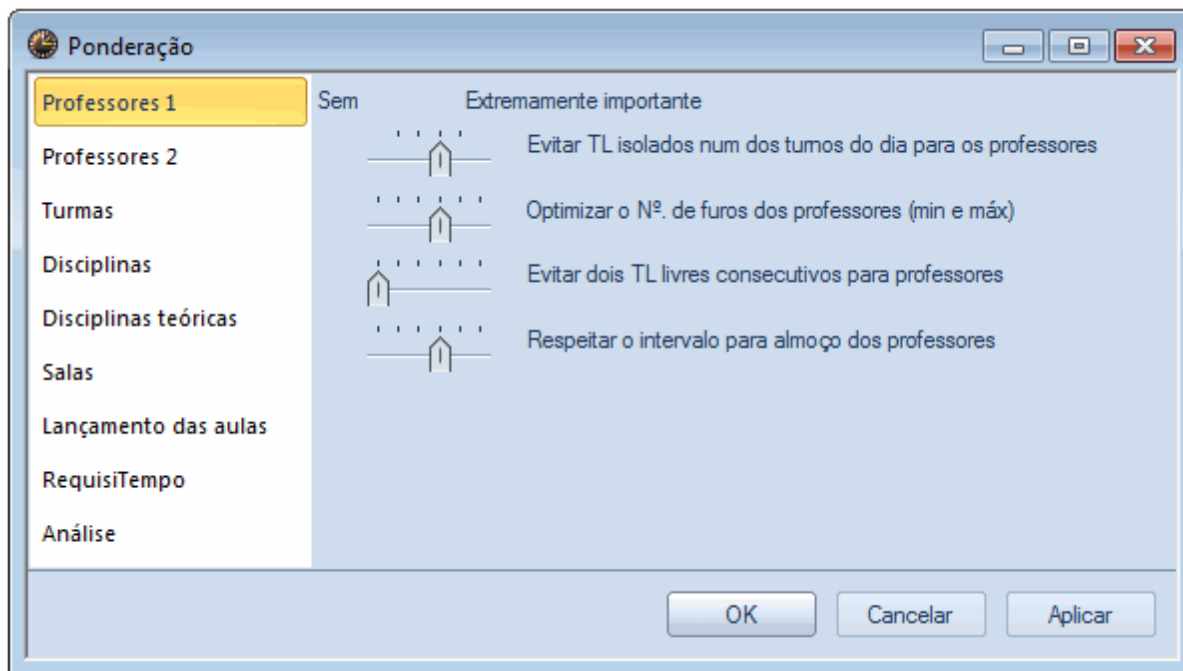 Ponderação
Professores 1
Professores 2
Turmas
Disciplinas
Disciplinas teóricas
Salas
Lançamento das aulas
RequisiTempo
Análise
Sem Extremamente importante
Evitar TL isolados num dos turnos do dia para os professores
Optimizar o Nº. de furos dos professores (min e máx)
Evitar dois TL livres consecutivos para professores
Respeitar o intervalo para almoço dos professores
OK Cancelar Aplicar